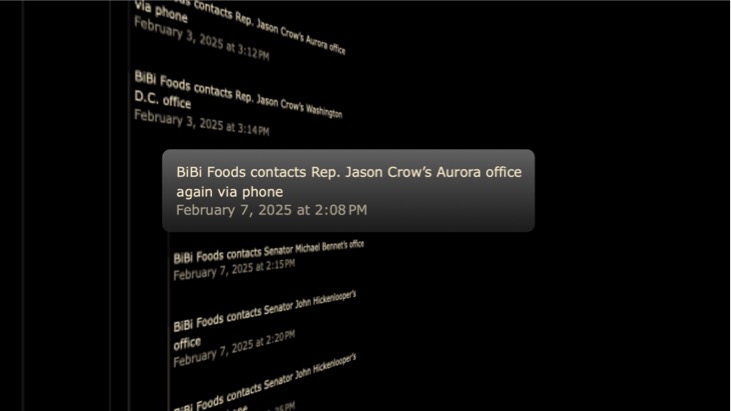 contacts Rep. Jason Crow's Aurora office
via phone
February 3, 2025 at 3:12 PM
BiBi Foods contacts Rep. Jason Crow's Washington
D.C. office
February 3, 2025 at 3:14 PM
BiBi Foods contacts Rep. Jason Crow's Aurora office
again via phone
February 7, 2025 at 2:08 PM
BiBi Foods contacts Senator Michael Bennet's office
February 7, 2025 at 2:15 PM
BiBi Foods contacts Senator John Hickenlooper's
office
February 7, 2025 at 2:20 PM
BiBi Foods contacts Senator John Hickenlooper's